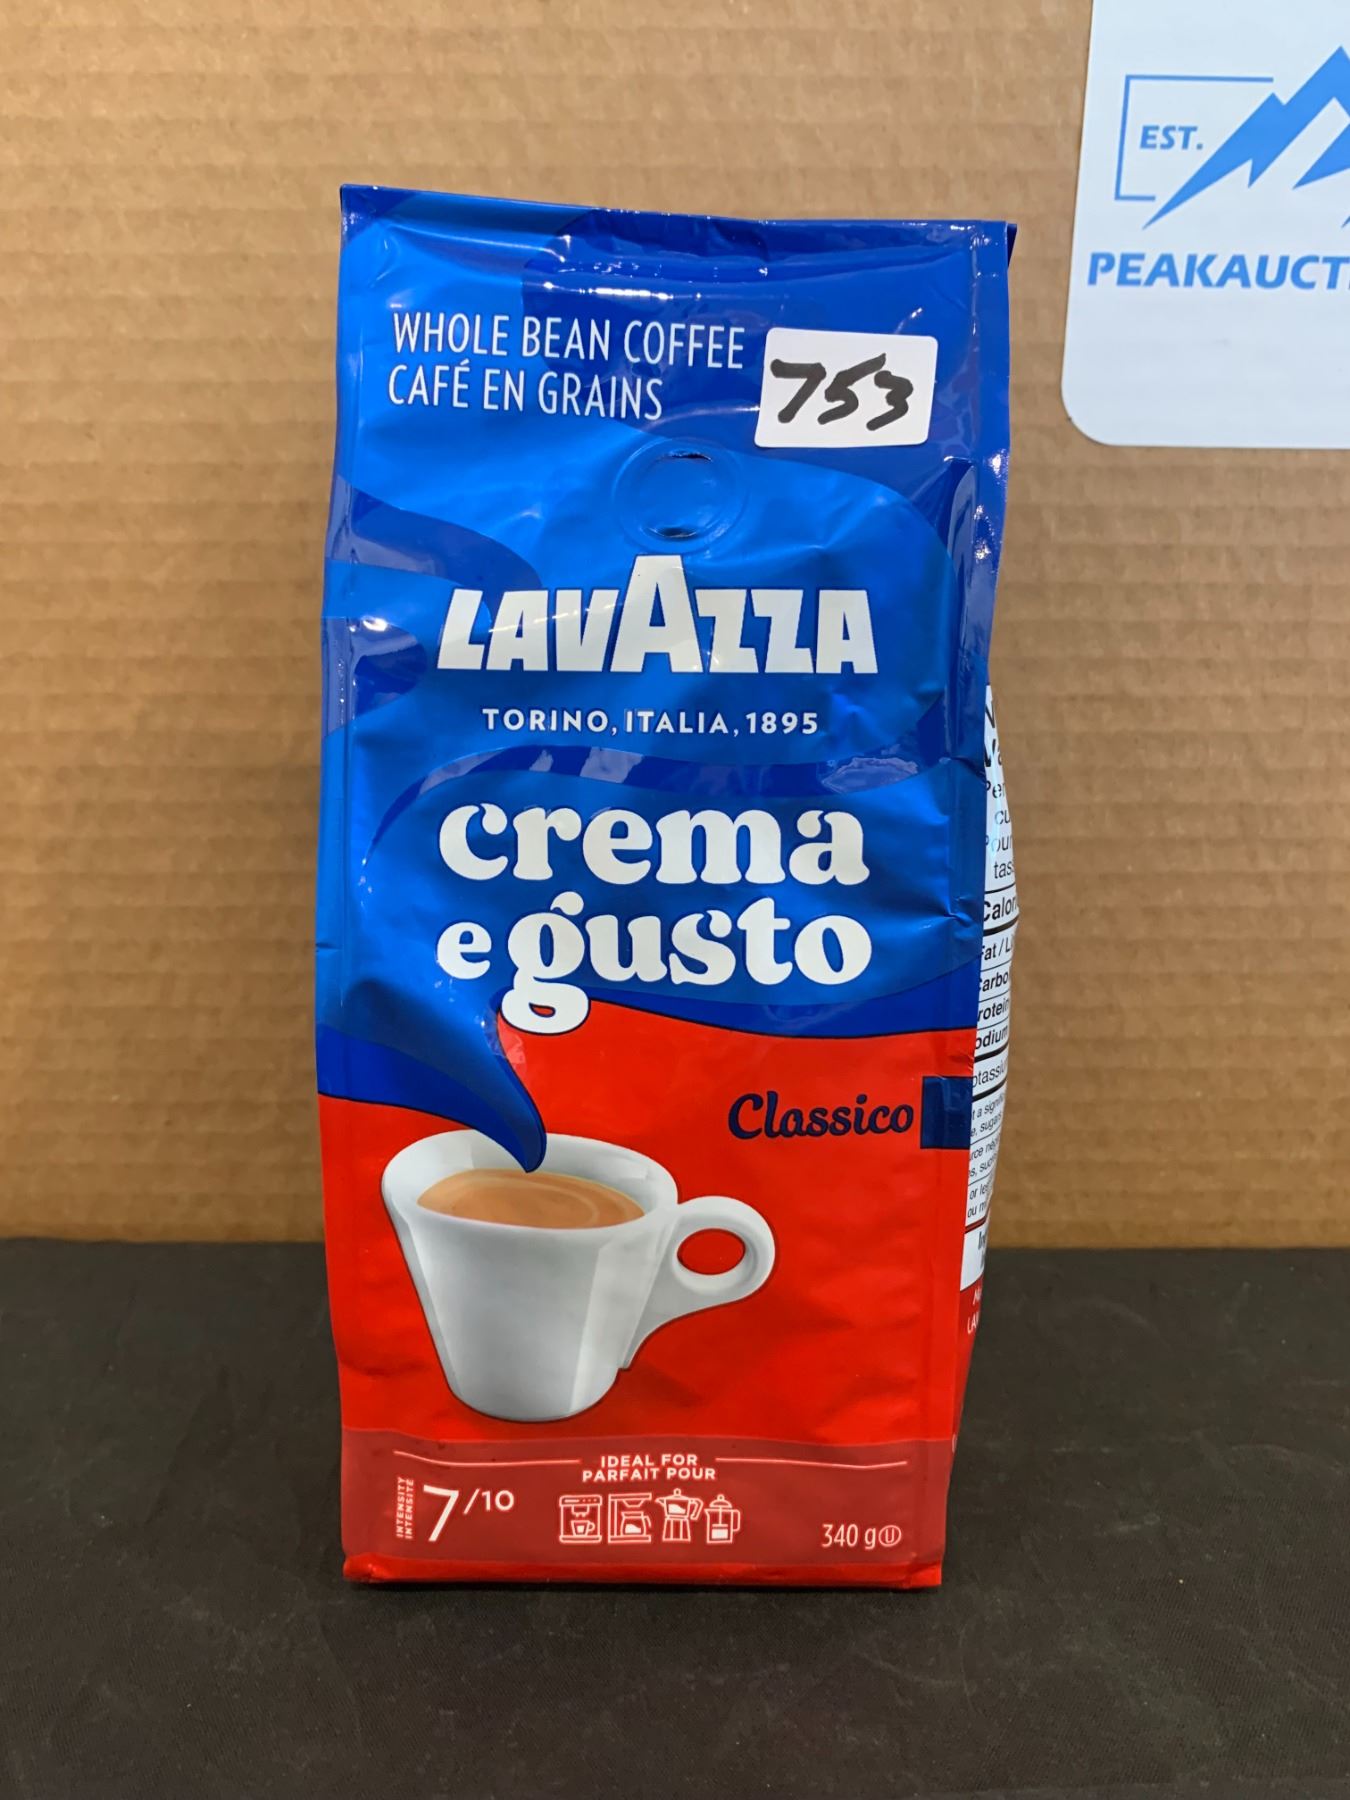 EST.
PEAKAUCT
WHOLE BEAN COFFEE
CAFÉ EN GRAINS
753
LAVAZZA
TORINO, ITALIA, 1895
crema
e gusto
Classico
INTENSITY
INTENSITÉ
7/10
IDEAL FOR
PARFAIT POUR
340 g U